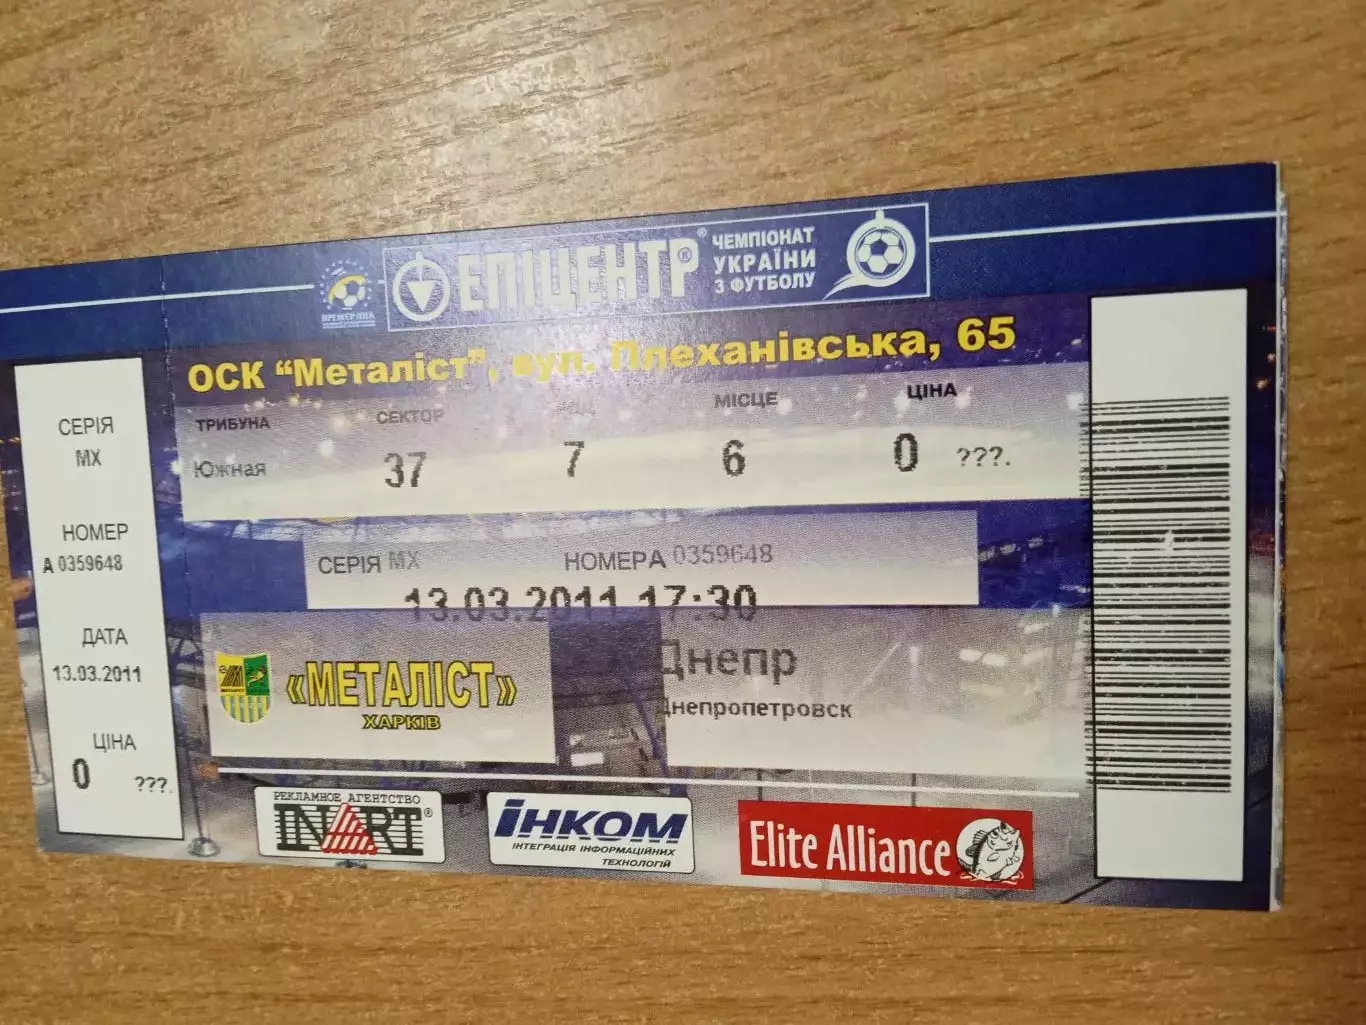 СЕРІЯ
МХ
НОМЕР
А 0359648
ДАТА
13.03.2011
ЦІНА
0 ???.
ЕПІЦЕНТР®
ЧЕМПІОНАТ
УКРАЇНИ
З ФУТБОЛУ
ОСК “Металіст”, вул. Плеханівська, 65
ТРИБУНА СЕКТОР МІСЦЕ ЦІНА
Южная 37 7 6 0 ???.
СЕРІЯ МХ НОМЕР А 0359648
13.03.2011 17:30
«МЕТАЛІСТ»
ХАРКІВ
Днепр
Днепропетровск
РЕКЛАМНОЕ АГЕНТСТВО
INART®
ІНКОМ
ІНТЕГРАЦІЯ ІНФОРМАЦІЙНИХ
ТЕХНОЛОГІЙ
Elite Alliance